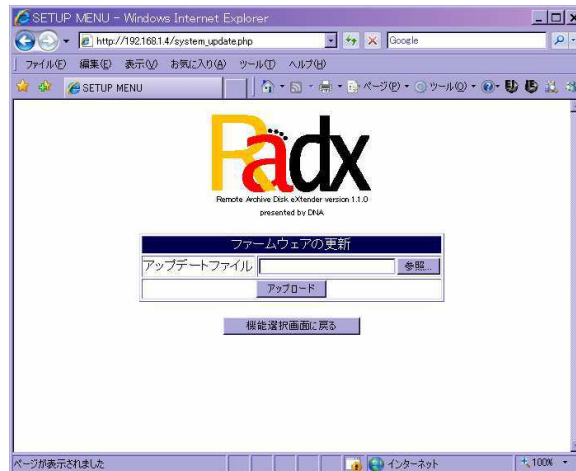 SETUP MENU - Windows Internet Explorer
http://192.168.1.4/system_update.php
Google
ファイル(F) 編集(E) 表示(V) お気に入り(A) ツール(T) ヘルプ(H)
SETUP MENU
ページ(P) ツール(O)
Radx
Remote Archive Disk eXtender version 1.1.0
presented by DNA
ファームウェアの更新
アップデートファイル 参照...
アップロード
機能選択画面に戻る
ページが表示されました インターネット 100%